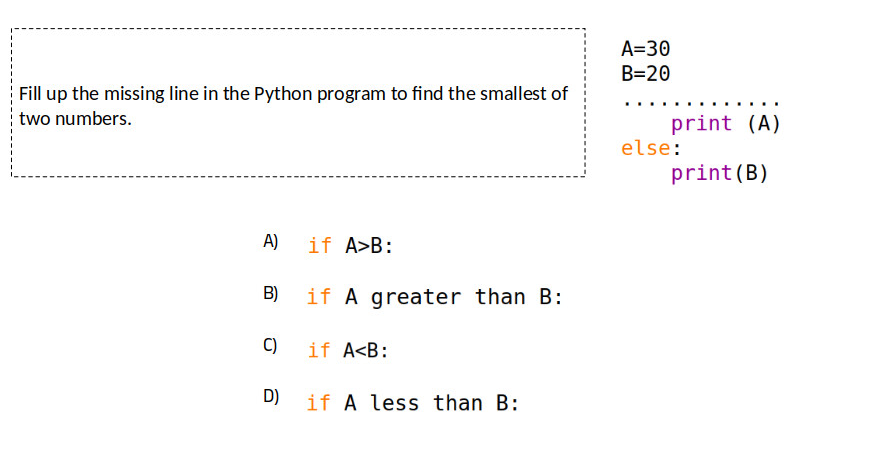 Fill up the missing line in the Python program to find the smallest of
two numbers.
A=30
B=20
.............
print (A)
else:
print(B)
A) if A>B:
B) if A greater than B:
C) if A<B:
D) if A less than B: